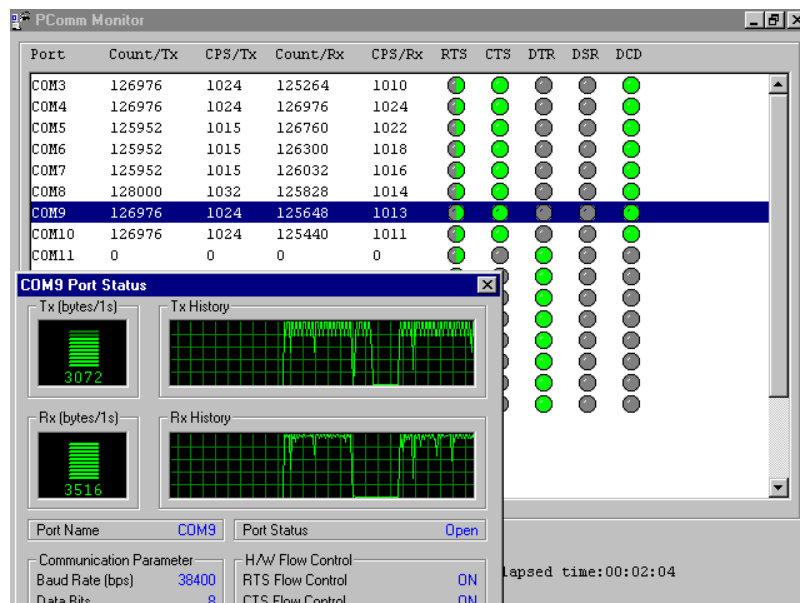 PComm Monitor
Port Count/Tx CPS/Tx Count/Rx CPS/Rx RTS CTS DTR DSR DCD
COM3 126976 1024 125264 1010
COM4 126976 1024 126976 1024
COM5 125952 1015 126760 1022
COM6 125952 1015 126300 1018
COM7 125952 1015 126032 1016
COM8 128000 1032 125828 1014
COM9 126976 1024 125648 1013
COM10 126976 1024 125440 1011
COM11 0 0 0 0
COM9 Port Status
Tx (bytes/1s) Tx History
3072
Rx (bytes/1s) Rx History
3516
Port Name COM9 Port Status Open
Communication Parameter H/W Flow Control
Baud Rate (bps) 38400 RTS Flow Control ON
Data Bits 8 CTS Flow Control ON
lapsed time:00:02:04